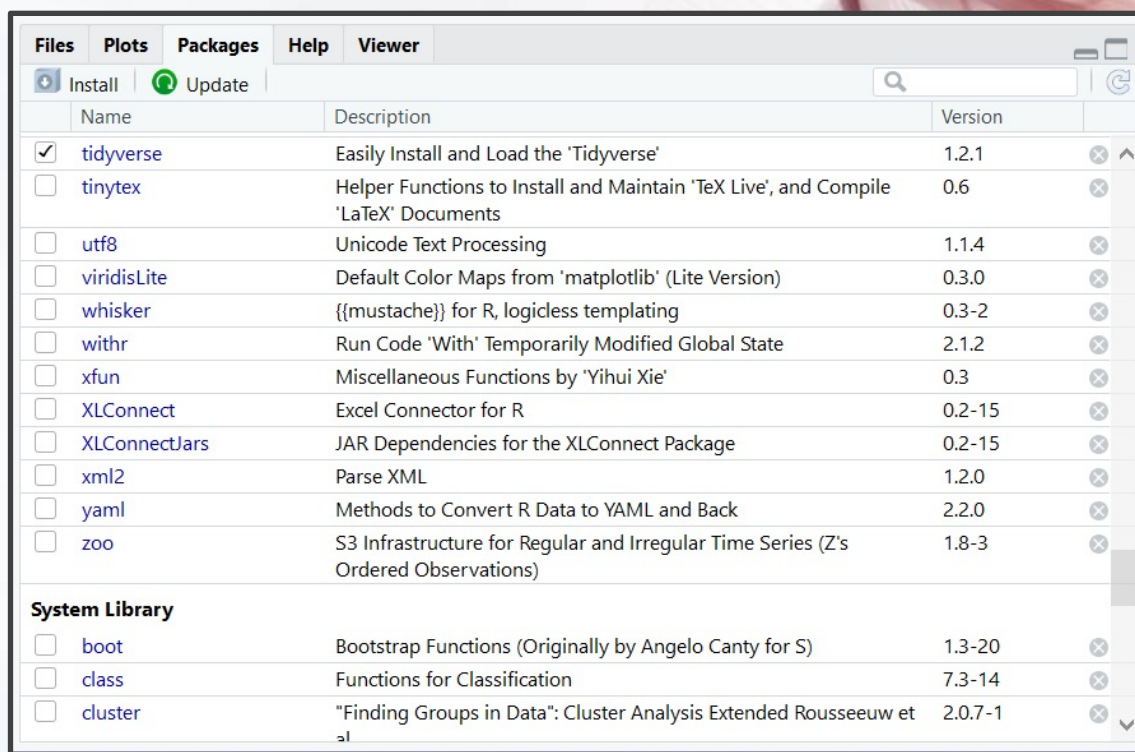 Files Plots Packages Help Viewer
Install Update
Name Description Version
tidyverse Easily Install and Load the 'Tidyverse' 1.2.1
tinytex Helper Functions to Install and Maintain 'TeX Live', and Compile 0.6
'LaTeX' Documents
utf8 Unicode Text Processing 1.1.4
viridisLite Default Color Maps from 'matplotlib' (Lite Version) 0.3.0
whisker {{mustache}} for R, logicless templating 0.3-2
withr Run Code 'With' Temporarily Modified Global State 2.1.2
xfun Miscellaneous Functions by 'Yihui Xie' 0.3
XLConnect Excel Connector for R 0.2-15
XLConnectJars JAR Dependencies for the XLConnect Package 0.2-15
xml2 Parse XML 1.2.0
yaml Methods to Convert R Data to YAML and Back 2.2.0
zoo S3 Infrastructure for Regular and Irregular Time Series (Z's 1.8-3
Ordered Observations)
System Library
boot Bootstrap Functions (Originally by Angelo Canty for S) 1.3-20
class Functions for Classification 7.3-14
cluster "Finding Groups in Data": Cluster Analysis Extended Rousseeuw et 2.0.7-1
al